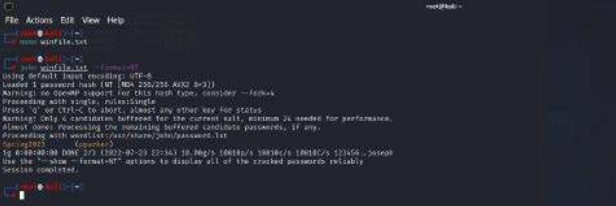 root@kali: ~
File Actions Edit View Help
(root@kali)-[~]
# nano winfile.txt
(root@kali)-[~]
# john winfile.txt --format=NT
Using default input encoding: UTF-8
Loaded 1 password hash (NT [MD4 256/256 AVX2 8x3])
Warning: no OpenMP support for this hash type, consider --fork=4
Proceeding with single, rules:Single
Press 'q' or Ctrl-C to abort, almost any other key for status
Warning: Only 4 candidates buffered for the current salt, minimum 24 needed for performance.
Almost done: Processing the remaining buffered candidate passwords, if any.
Proceeding with wordlist:/usr/share/john/password.lst
Spring2023 (sparker)
1g 0:00:00:00 DONE 2/3 (2022-07-23 22:34) 10.00g/s 10810p/s 10810c/s 10810C/s 123456..joseph
Use the "--show --format=NT" options to display all of the cracked passwords reliably
Session completed.
(root@kali)-[~]
#